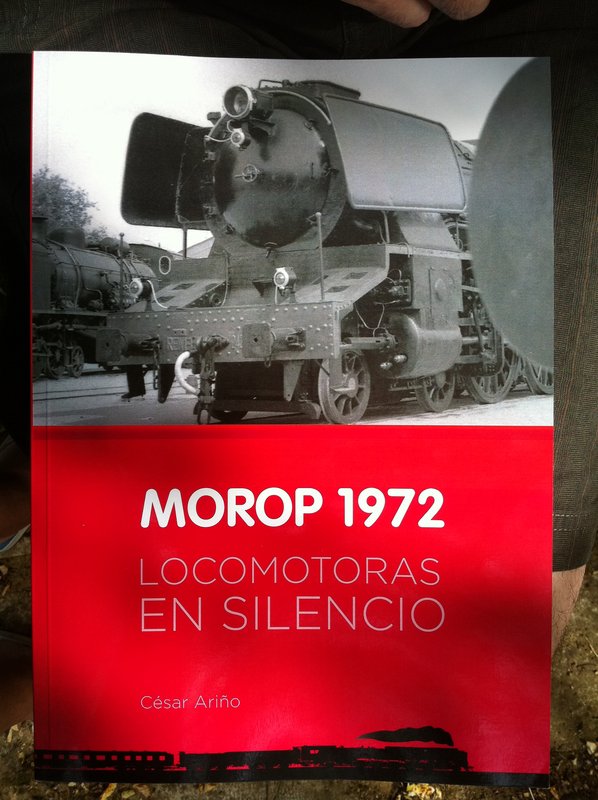 MOROP 1972
LOCOMOTORAS
EN SILENCIO
César Ariño